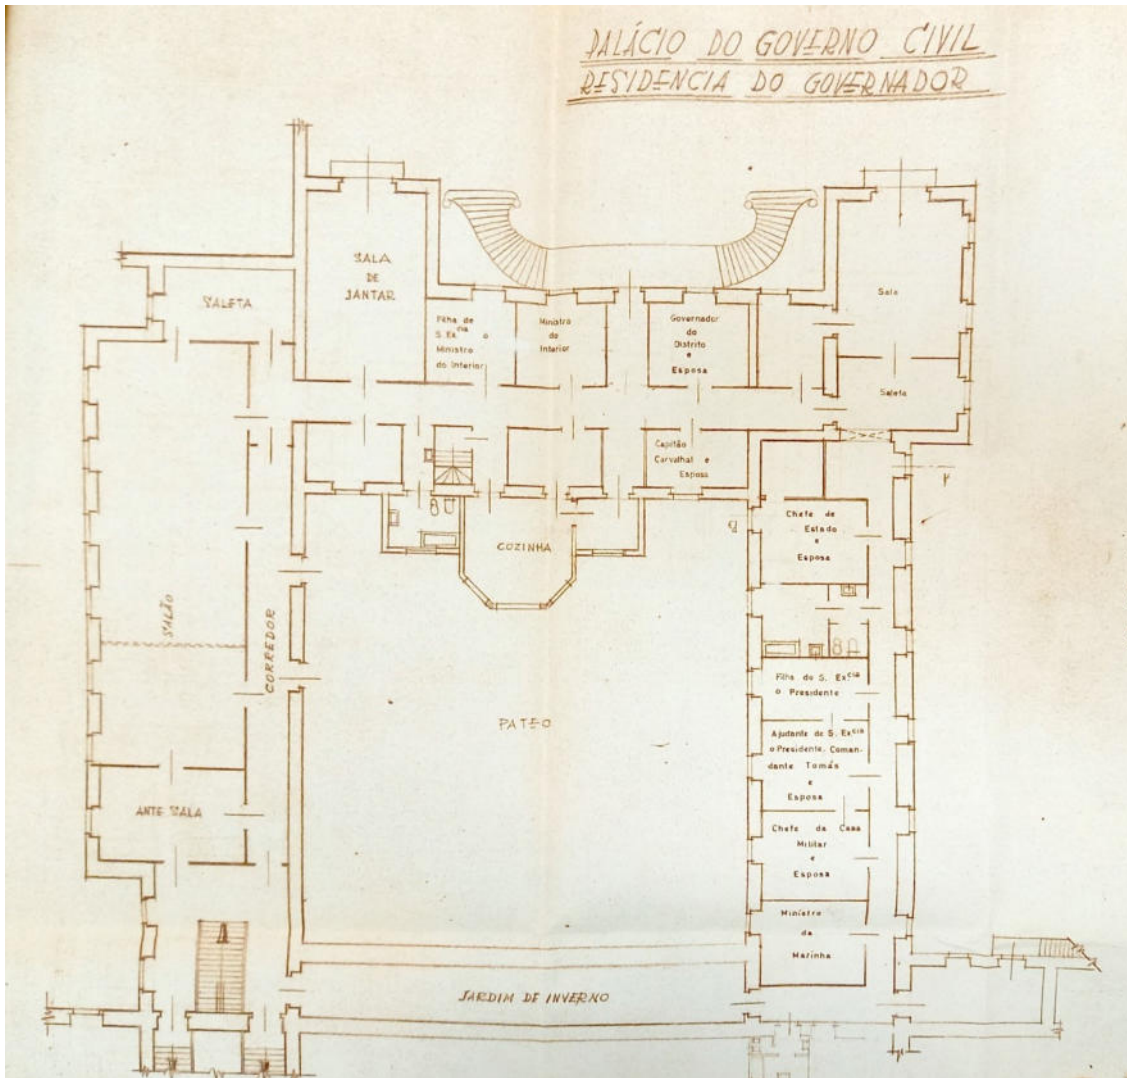 PALÁCIO DO GOVERNO CIVIL
RESIDENCIA DO GOVERNADOR
SALA
DE
JANTAR
SALETA
Filha de
S. Ex.cia o
Ministro
do Interior
Ministro
do
Interior
Governador
do
Distrito
e
Esposa
Sala
Saleta
Capitão
Carvalhal e
Esposa
Chefe de
Estado
e
Esposa
COZINHA
SALÃO
CORREDOR
PATEO
Filha de S. Excia
o Presidente
Ajudante de S. Excia
o Presidente, Coman-
dante Tomás
e
Esposa
ANTE SALA
Chefe da Casa
Militar
e
Esposa
Ministro
da
Marinha
JARDIM DE INVERNO